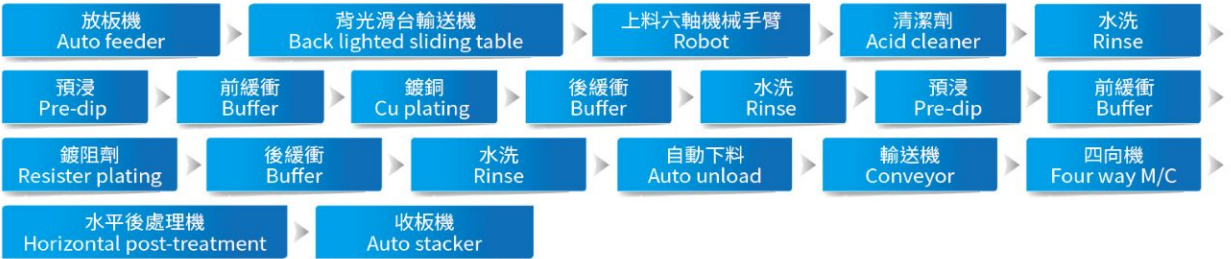 放板機
Auto feeder
背光滑台輸送機
Back lighted sliding table
上料六軸機械手臂
Robot
清潔劑
Acid cleaner
水洗
Rinse
預浸
Pre-dip
前緩衝
Buffer
鍍銅
Cu plating
後緩衝
Buffer
水洗
Rinse
預浸
Pre-dip
前緩衝
Buffer
鍍阻劑
Resister plating
後緩衝
Buffer
水洗
Rinse
自動下料
Auto unload
輸送機
Conveyor
四向機
Four way M/C
水平後處理機
Horizontal post-treatment
收板機
Auto stacker